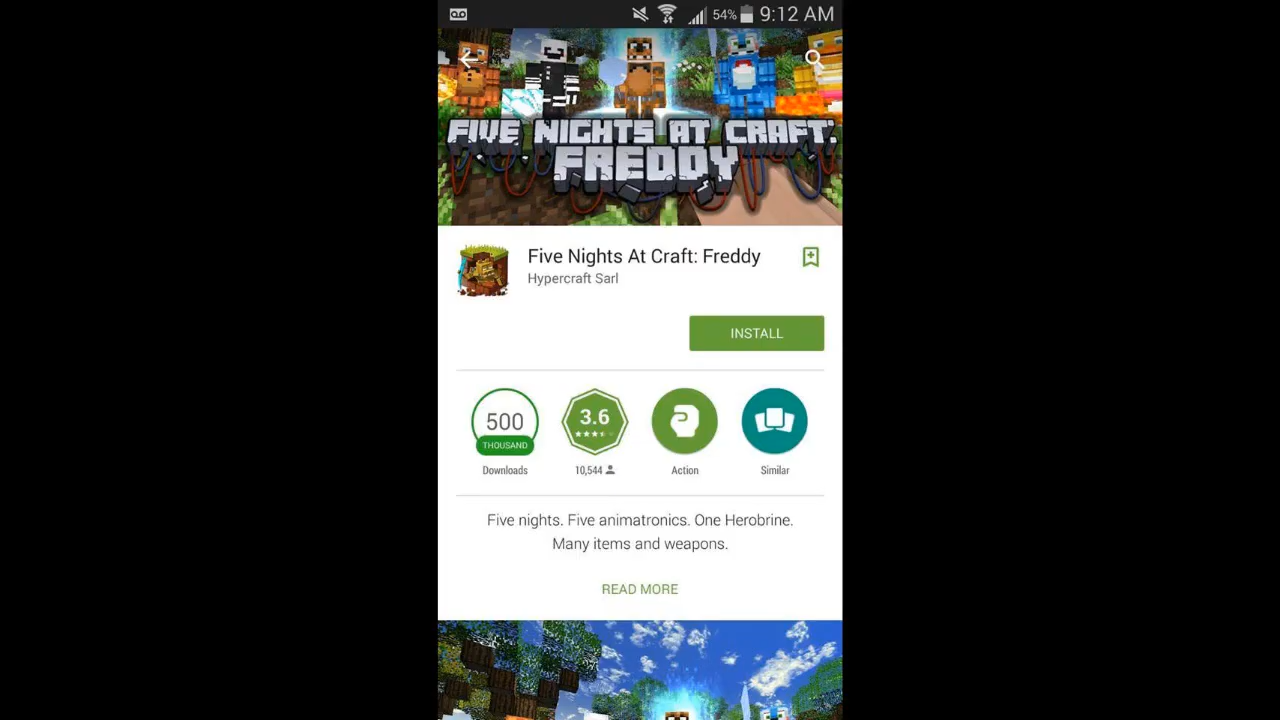 54% 9:12 AM
FIVE NIGHTS AT CRAFT:
FREDDY
Five Nights At Craft: Freddy
Hypercraft Sarl
INSTALL
500
THOUSAND
Downloads
3.6
10,544
Action
Similar
Five nights. Five animatronics. One Herobrine.
Many items and weapons.
READ MORE